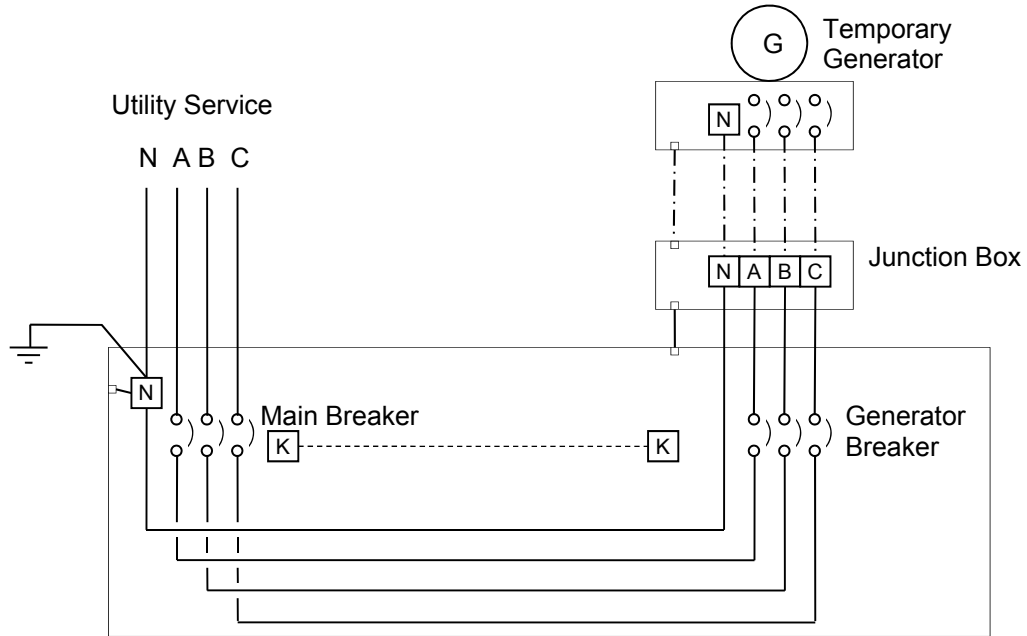 G
Temporary
Generator
N
Utility Service
N A B C
Junction Box
N A B C
N
Main Breaker
K
K
Generator
Breaker